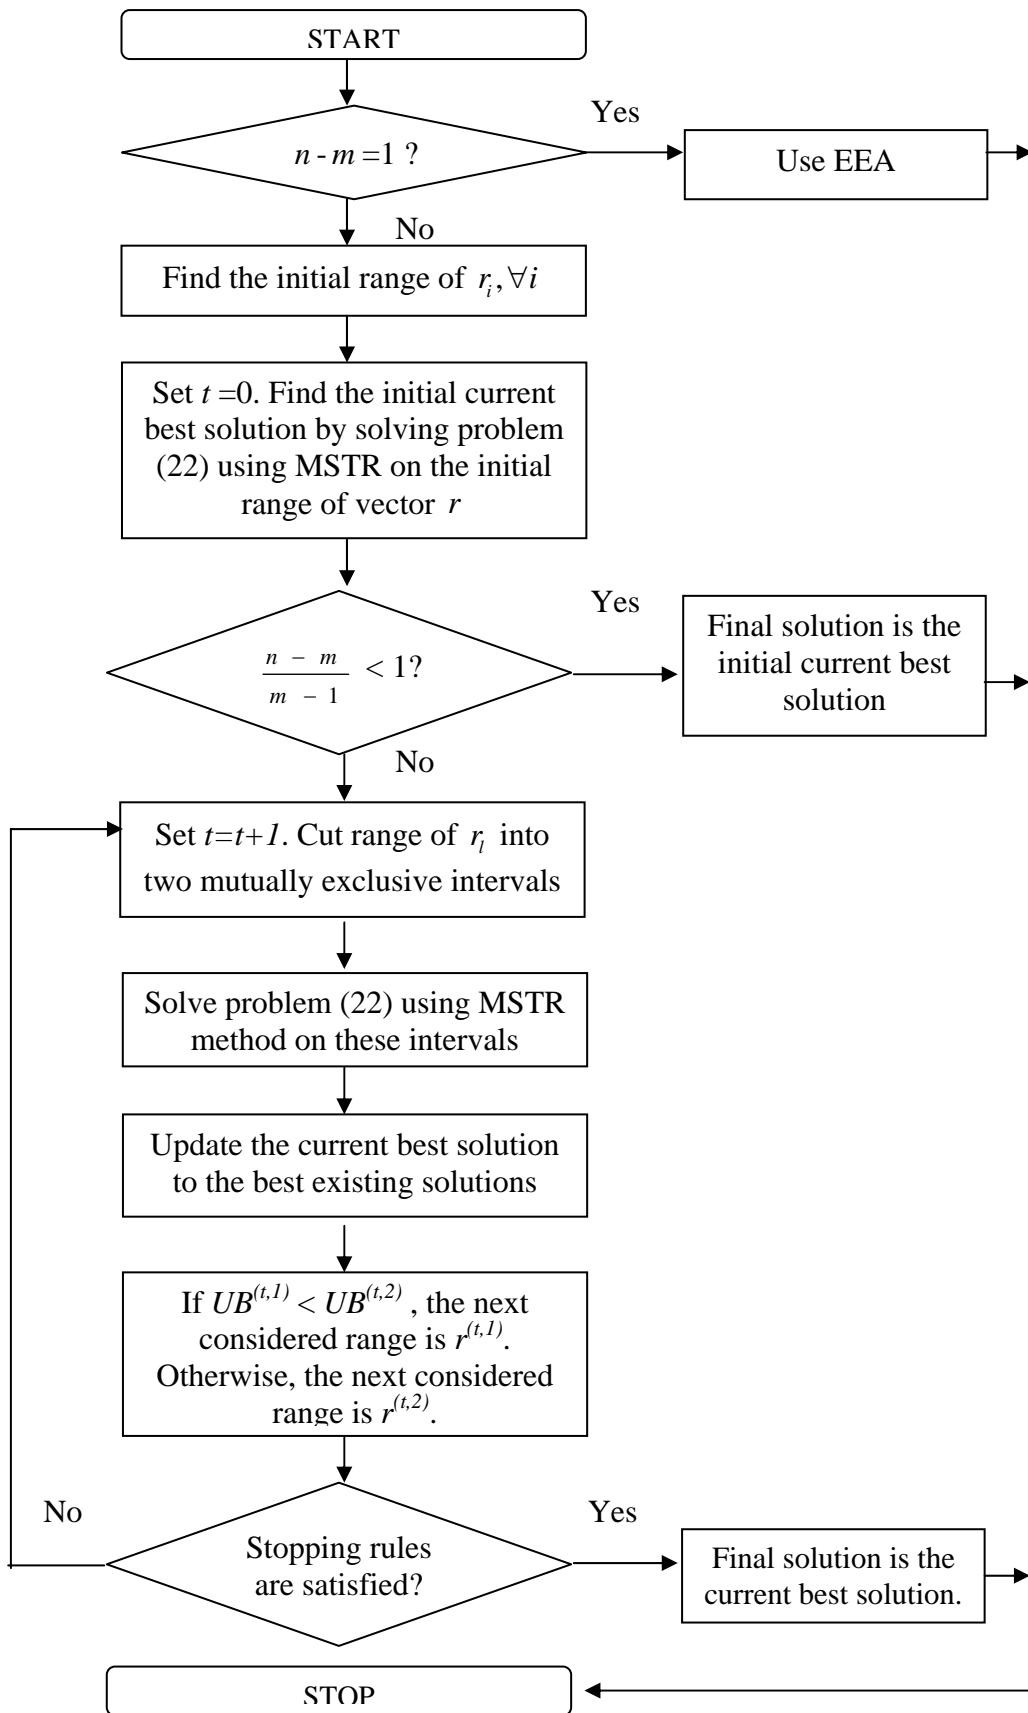 START
Yes
n - m =1 ?
Use EEA
No
Find the initial range of r_i, ∀i
Set t =0. Find the initial current
best solution by solving problem
(22) using MSTR on the initial
range of vector r
Yes
n − m / m − 1 < 1?
Final solution is the
initial current best
solution
No
Set t=t+1. Cut range of r_l into
two mutually exclusive intervals
Solve problem (22) using MSTR
method on these intervals
Update the current best solution
to the best existing solutions
If UB^(t,1) < UB^(t,2) , the next
considered range is r^(t,1).
Otherwise, the next considered
range is r^(t,2).
No
Yes
Stopping rules
are satisfied?
Final solution is the
current best solution.
STOP